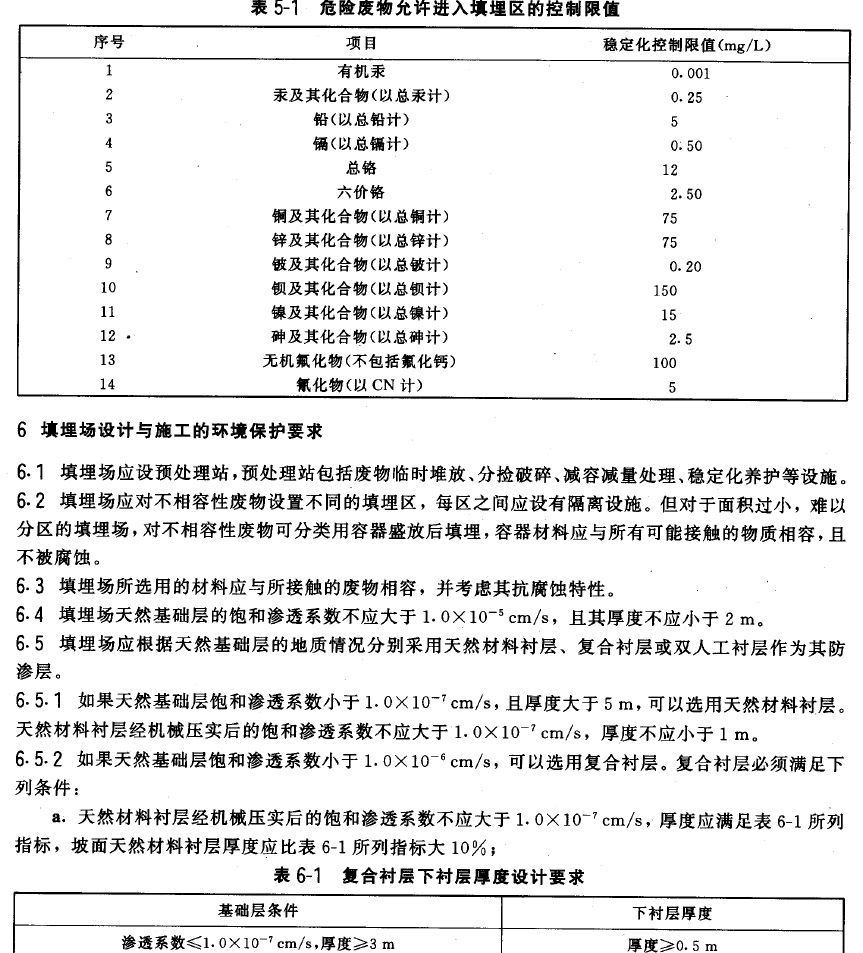 表 5-1 危险废物允许进入填埋区的控制限值
序号 项目 稳定化控制限值(mg/L)
1 有机汞 0.001
2 汞及其化合物(以总汞计) 0.25
3 铅(以总铅计) 5
4 镉(以总镉计) 0.50
5 总铬 12
6 六价铬 2.50
7 铜及其化合物(以总铜计) 75
8 锌及其化合物(以总锌计) 75
9 铍及其化合物(以总铍计) 0.20
10 钡及其化合物(以总钡计) 150
11 镍及其化合物(以总镍计) 15
12 砷及其化合物(以总砷计) 2.5
13 无机氟化物(不包括氟化钙) 100
14 氰化物(以 CN 计) 5
6 填埋场设计与施工的环境保护要求
6.1 填埋场应设预处理站,预处理站包括废物临时堆放、分捡破碎、减容减量处理、稳定化养护等设施。
6.2 填埋场应对不相容性废物设置不同的填埋区，每区之间应设有隔离设施。但对于面积过小，难以
分区的填埋场,对不相容性废物可分类用容器盛放后填埋,容器材料应与所有可能接触的物质相容,且
不被腐蚀。
6.3 填埋场所选用的材料应与所接触的废物相容，并考虑其抗腐蚀特性。
6.4 填埋场天然基础层的饱和渗透系数不应大于 1.0×10⁻⁵ cm/s，且其厚度不应小于 2 m。
6.5 填埋场应根据天然基础层的地质情况分别采用天然材料衬层、复合衬层或双人工衬层作为其防
渗层。
6.5.1 如果天然基础层饱和渗透系数小于 1.0×10⁻⁷ cm/s,且厚度大于 5 m,可以选用天然材料衬层。
天然材料衬层经机械压实后的饱和渗透系数不应大于 1.0×10⁻⁷ cm/s，厚度不应小于 1 m。
6.5.2 如果天然基础层饱和渗透系数小于 1.0×10⁻⁶ cm/s，可以选用复合衬层。复合衬层必须满足下
列条件：
a. 天然材料衬层经机械压实后的饱和渗透系数不应大于 1.0×10⁻⁷ cm/s，厚度应满足表 6-1 所列
指标，坡面天然材料衬层厚度应比表 6-1 所列指标大 10%；
表 6-1 复合衬层下衬层厚度设计要求
基础层条件 下衬层厚度
渗透系数≤1.0×10⁻⁷ cm/s,厚度≥3 m 厚度≥0.5 m